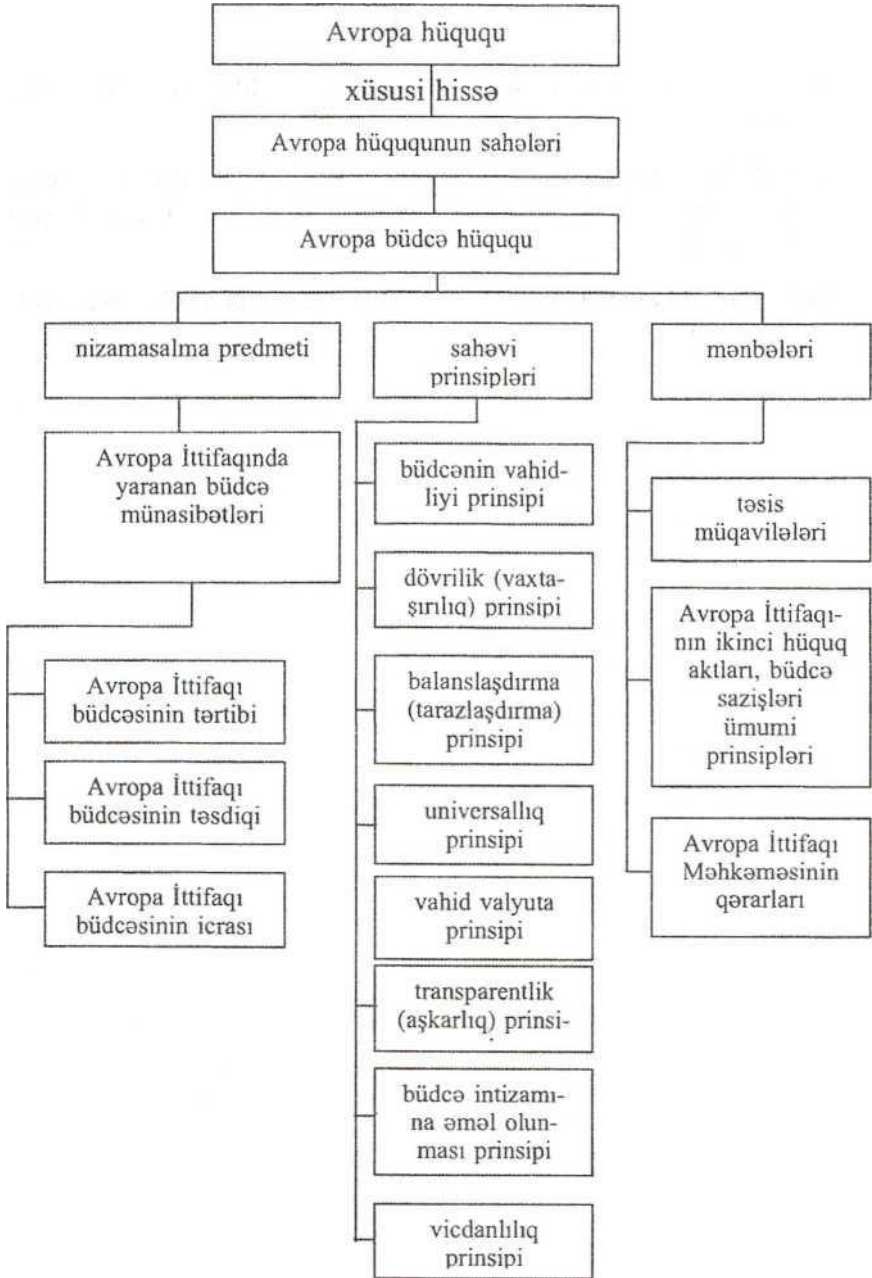 Avropa hüququ
xüsusi hissə
Avropa hüququnun sahələri
Avropa büdcə hüququ
nizamasalma predmeti
Avropa İttifaqında
yaranan büdcə
münasibətləri
Avropa İttifaqı
büdcəsinin tərtibi
Avropa İttifaqı
büdcəsinin təsdiqi
Avropa İttifaqı
büdcəsinin icrası
sahəvi
prinsipləri
büdcənin vahid-
liyi prinsipi
dövrilik (vaxta-
şırılıq) prinsipi
balanslaşdırma
(tarazlaşdırma)
prinsipi
universallıq
prinsipi
vahid valyuta
prinsipi
transparentlik
(aşkarlıq) prinsi-
büdcə intizamı-
na əməl olun-
ması prinsipi
vicdanlılıq
prinsipi
mənbələri
təsis
müqavilələri
Avropa İttifaqı-
nın ikinci hüquq
aktları, büdcə
sazişləri
ümumi
prinsipləri
Avropa İttifaqı
Məhkəməsinin
qərarları